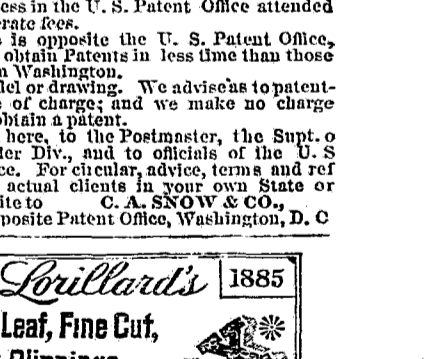 ess in the U. S. Patent Office attended
erate fees.
is opposite the U. S. Patent Office,
obtain Patents in less time than those
n Washington.
lel or drawing. We advise as to patent-
of charge; and we make no charge
btain a patent.
here, to the Postmaster, the Supt. o
der Div., and to officials of the U. S
ce. For circular, advice, terms and ref
actual clients in your own State or
ite to C. A. SNOW & CO.,
posite Patent Office, Washington, D. C
Lorillard's 1885
Leaf, Fine Cut,
Clippings